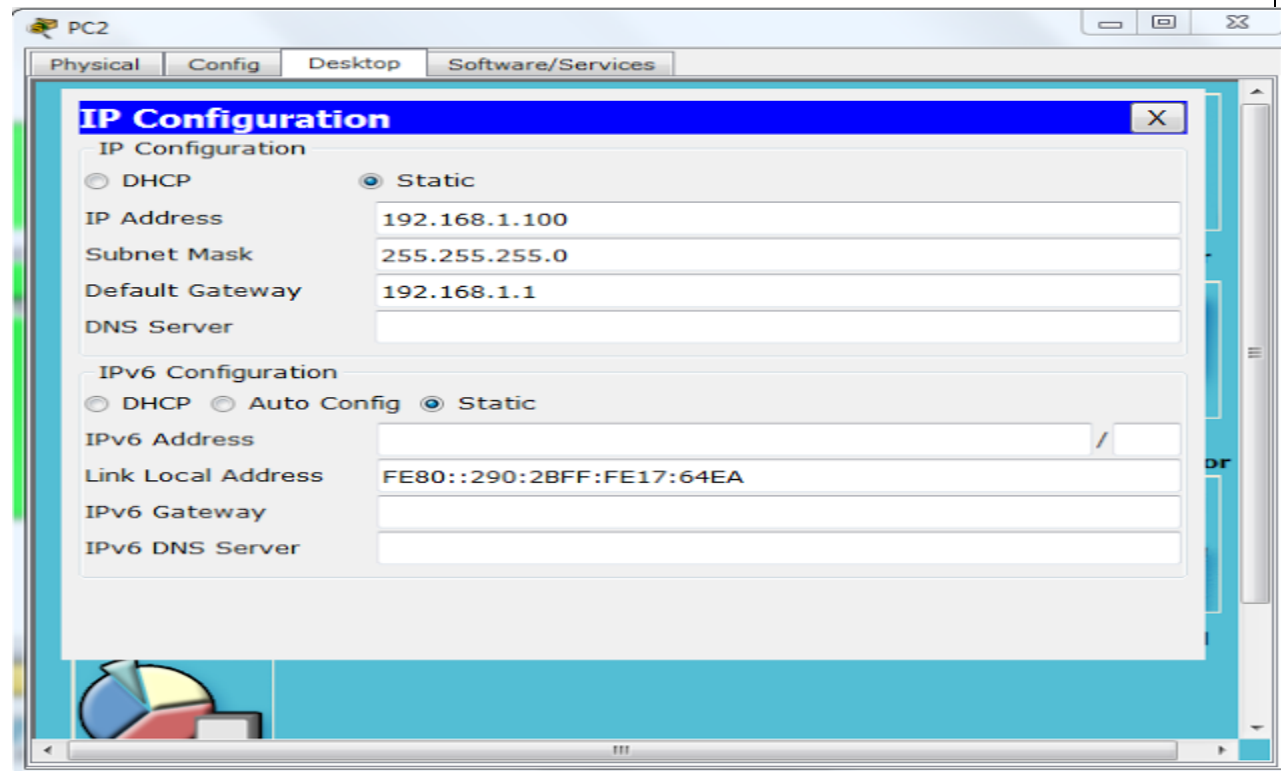 PC2
Physical Config Desktop Software/Services
IP Configuration X
IP Configuration
DHCP Static
IP Address 192.168.1.100
Subnet Mask 255.255.255.0
Default Gateway 192.168.1.1
DNS Server
IPv6 Configuration
DHCP Auto Config Static
IPv6 Address /
Link Local Address FE80::290:2BFF:FE17:64EA
IPv6 Gateway
IPv6 DNS Server